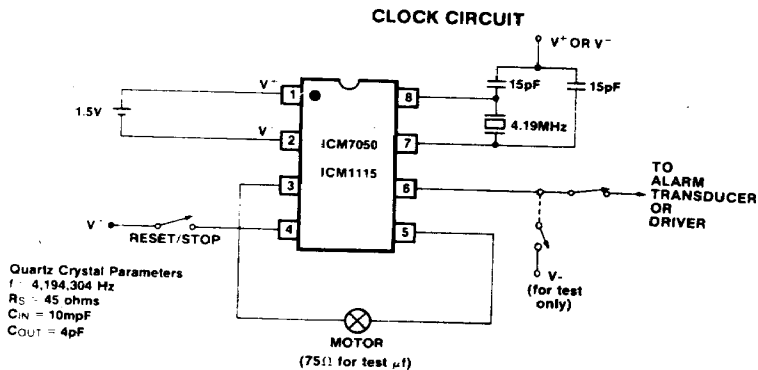 CLOCK CIRCUIT
V+ OR V-
15pF
15pF
V+
1
8
1.5V
4.19MHz
V-
2
7
ICM7050
ICM1115
3
6
TO
ALARM
TRANSDUCER
OR
DRIVER
V-
RESET/STOP
4
5
V-
(for test
only)
Quartz Crystal Parameters
f = 4,194,304 Hz
RS = 45 ohms
CIN = 10mpF
COUT = 4pF
MOTOR
(75Ω for test μf)